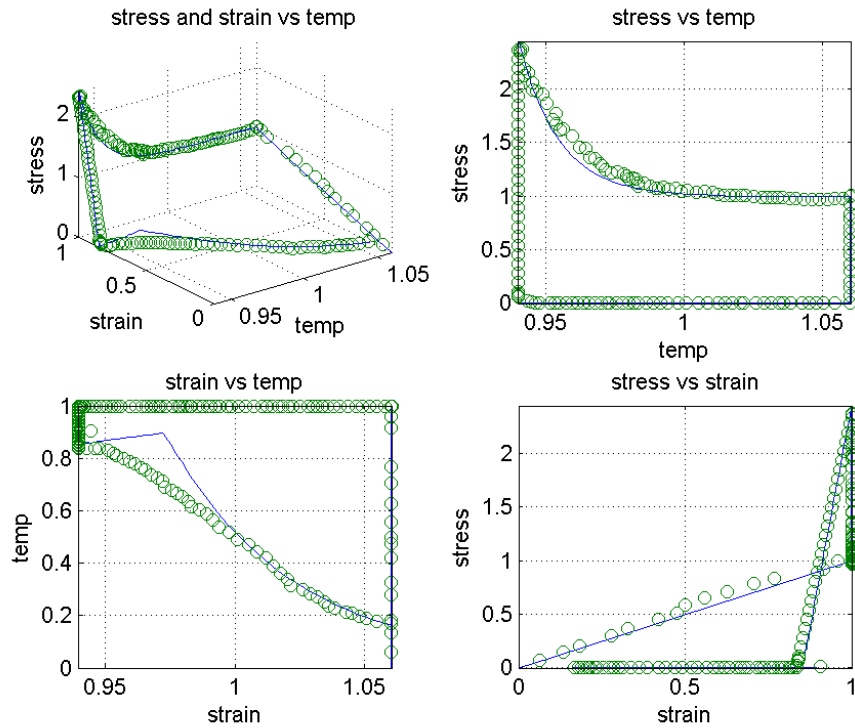 stress and strain vs temp
stress
2
1
0
1
0.5
0
strain
0.95
1
1.05
temp
stress vs temp
stress
2
1.5
1
0.5
0
0.95
1
1.05
temp
strain vs temp
temp
1
0.8
0.6
0.4
0.2
0
0.95
1
1.05
strain
stress vs strain
stress
2
1.5
1
0.5
0
0
0.5
1
strain